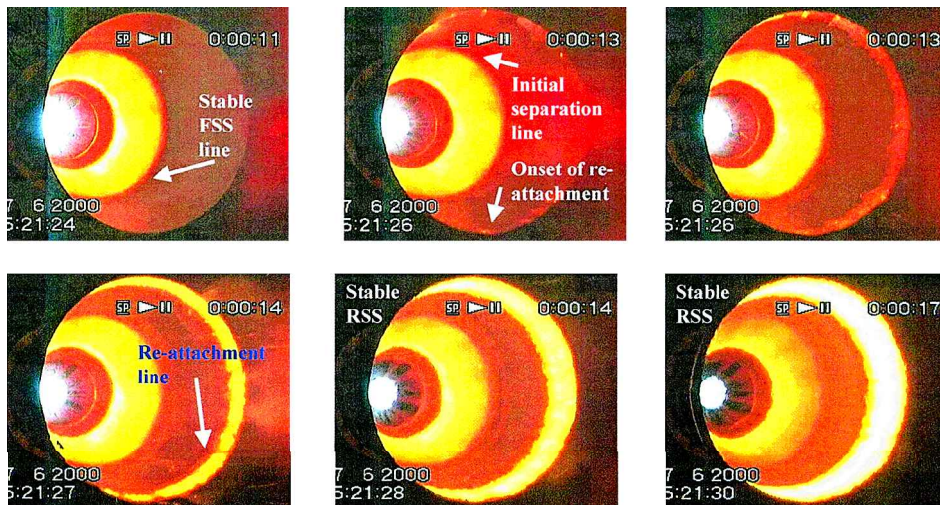 SP 0:00:11
Stable
FSS
line
7 6 2000
5:21:24
SP 0:00:13
Initial
separation
line
Onset of re-
attachment
7 6 2000
5:21:26
SP 0:00:13
7 6 2000
5:21:26
SP 0:00:14
Re-attachment
line
7 6 2000
5:21:27
Stable
RSS
SP 0:00:14
7 6 2000
5:21:28
Stable
RSS
SP 0:00:17
7 6 2000
5:21:30